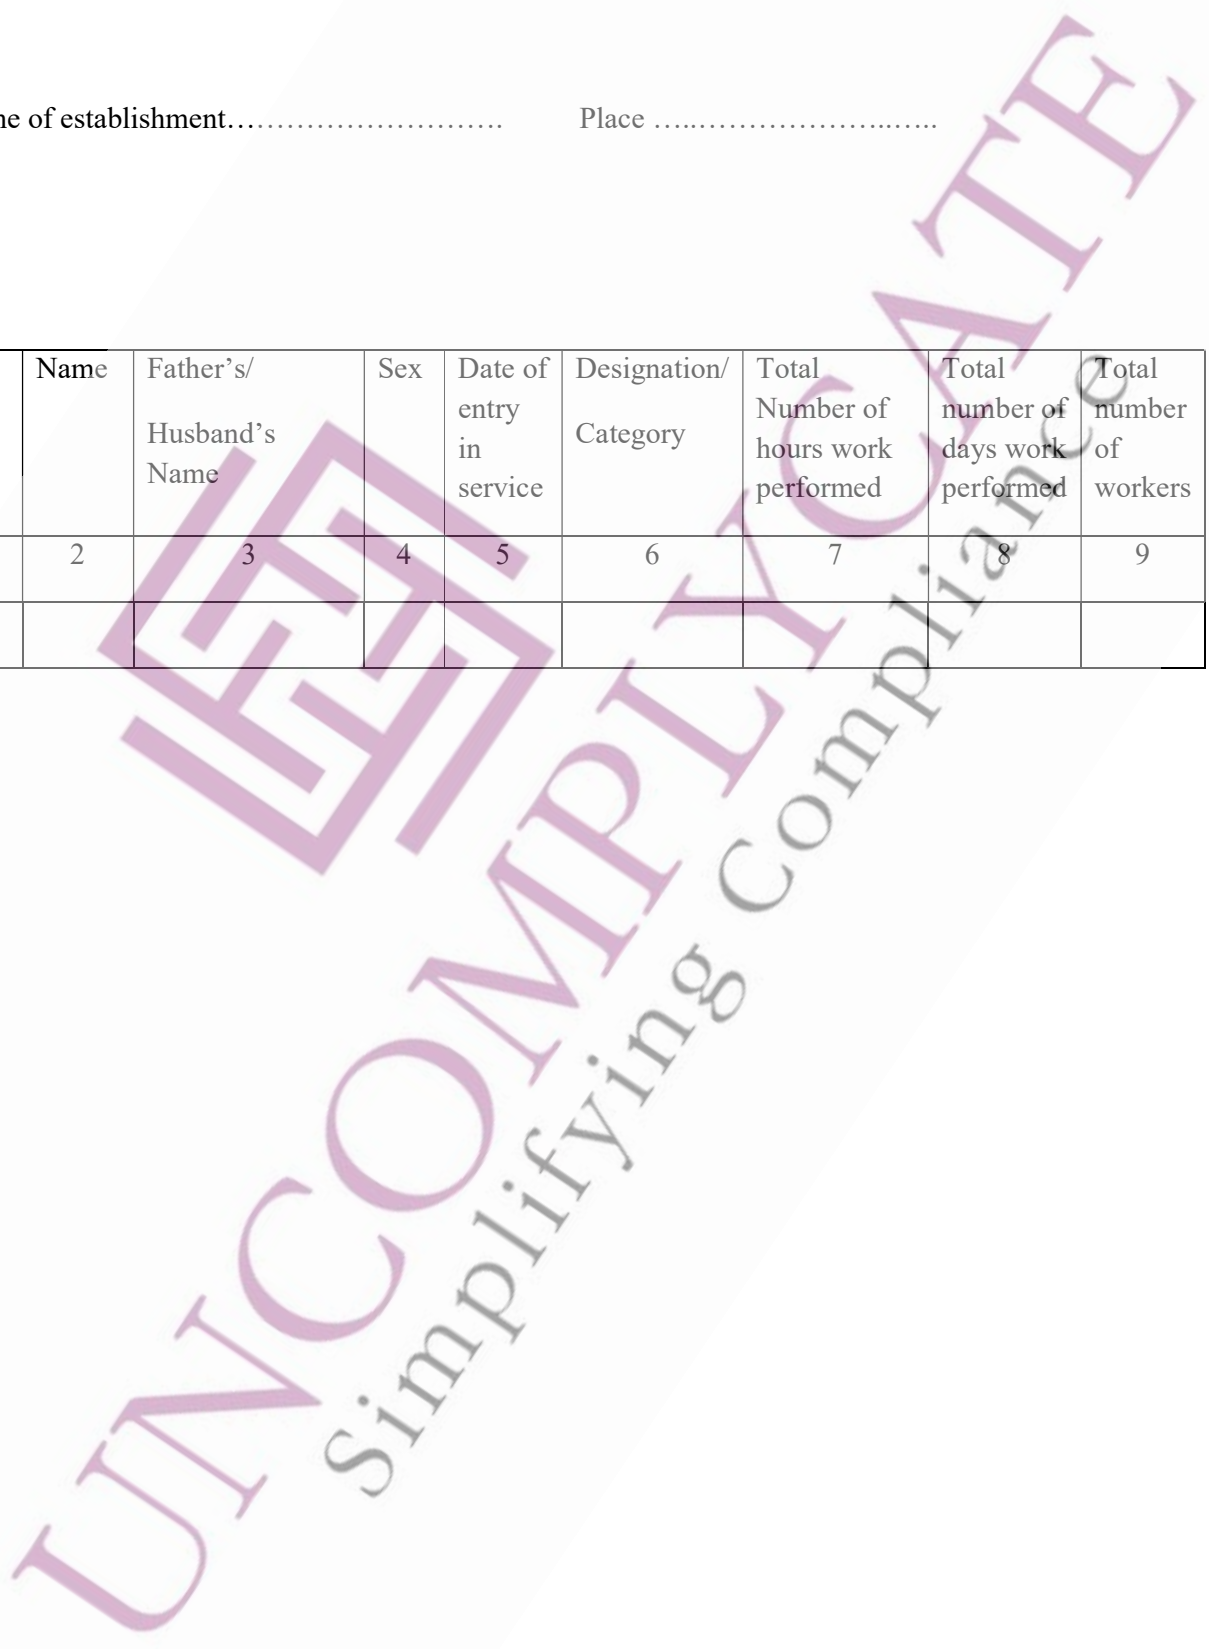 ne of establishment………………………. Place …..………………..…..
Name Father’s/ Sex Date of Designation/ Total Total Total
entry Number of number of number
Husband’s in Category hours work days work of
Name service performed performed workers
2 3 4 5 6 7 8 9
UNCOMPLYCATE
Simplifying Compliance